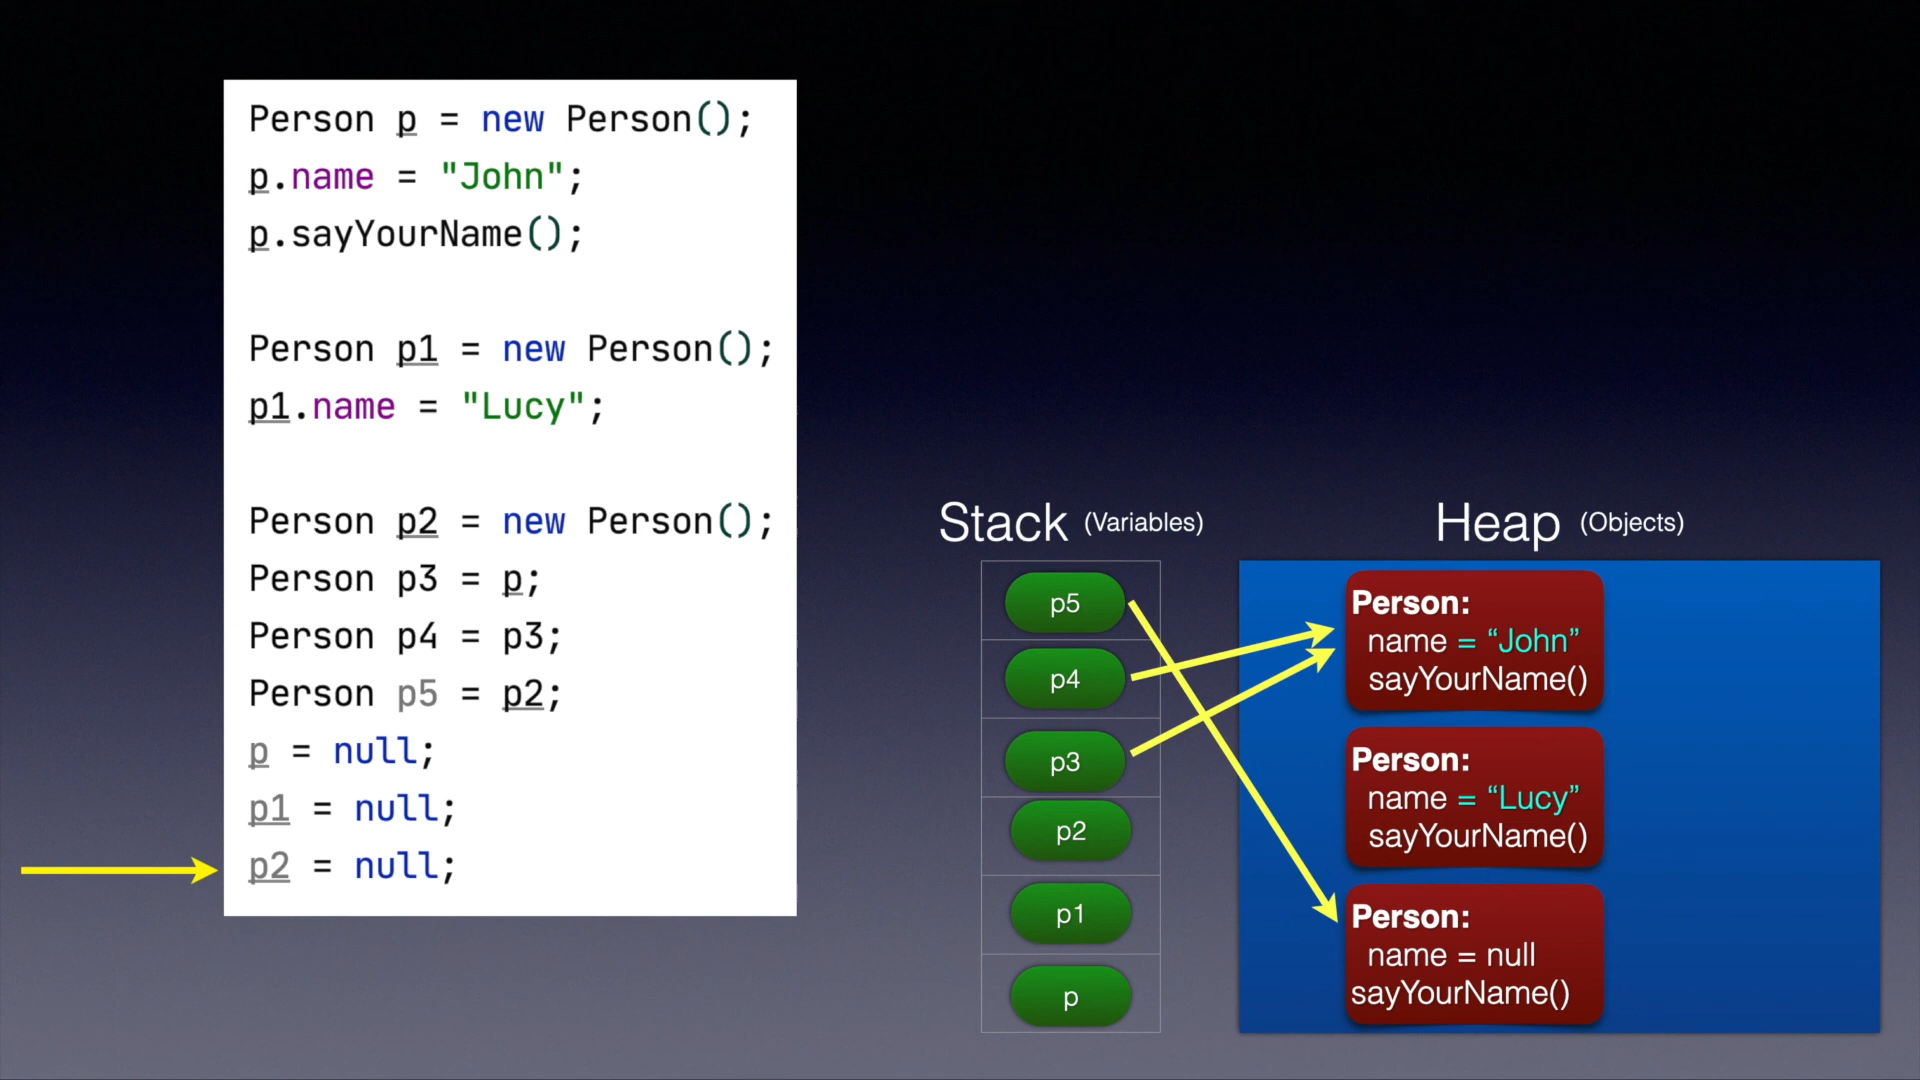 Person p = new Person();
p.name = "John";
p.sayYourName();
Person p1 = new Person();
p1.name = "Lucy";
Person p2 = new Person();
Person p3 = p;
Person p4 = p3;
Person p5 = p2;
p = null;
p1 = null;
p2 = null;
Stack (Variables)
p5
p4
p3
p2
p1
p
Heap (Objects)
Person:
name = “John”
sayYourName()
Person:
name = “Lucy”
sayYourName()
Person:
name = null
sayYourName()